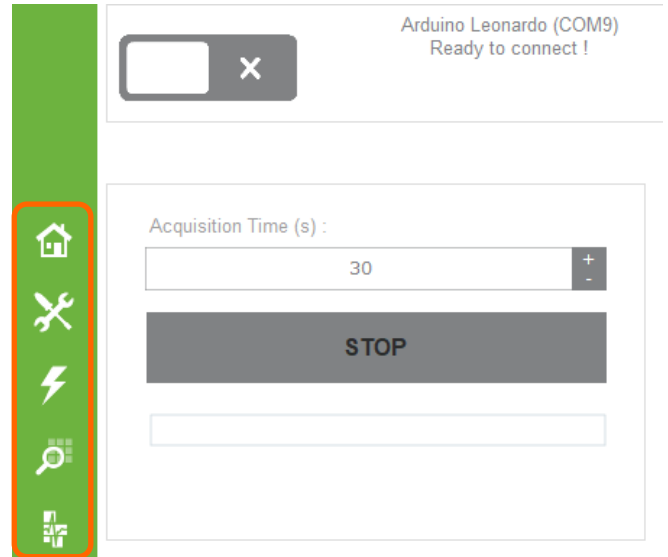 Arduino Leonardo (COM9)
Ready to connect !
Acquisition Time (s) :
30
+
-
STOP